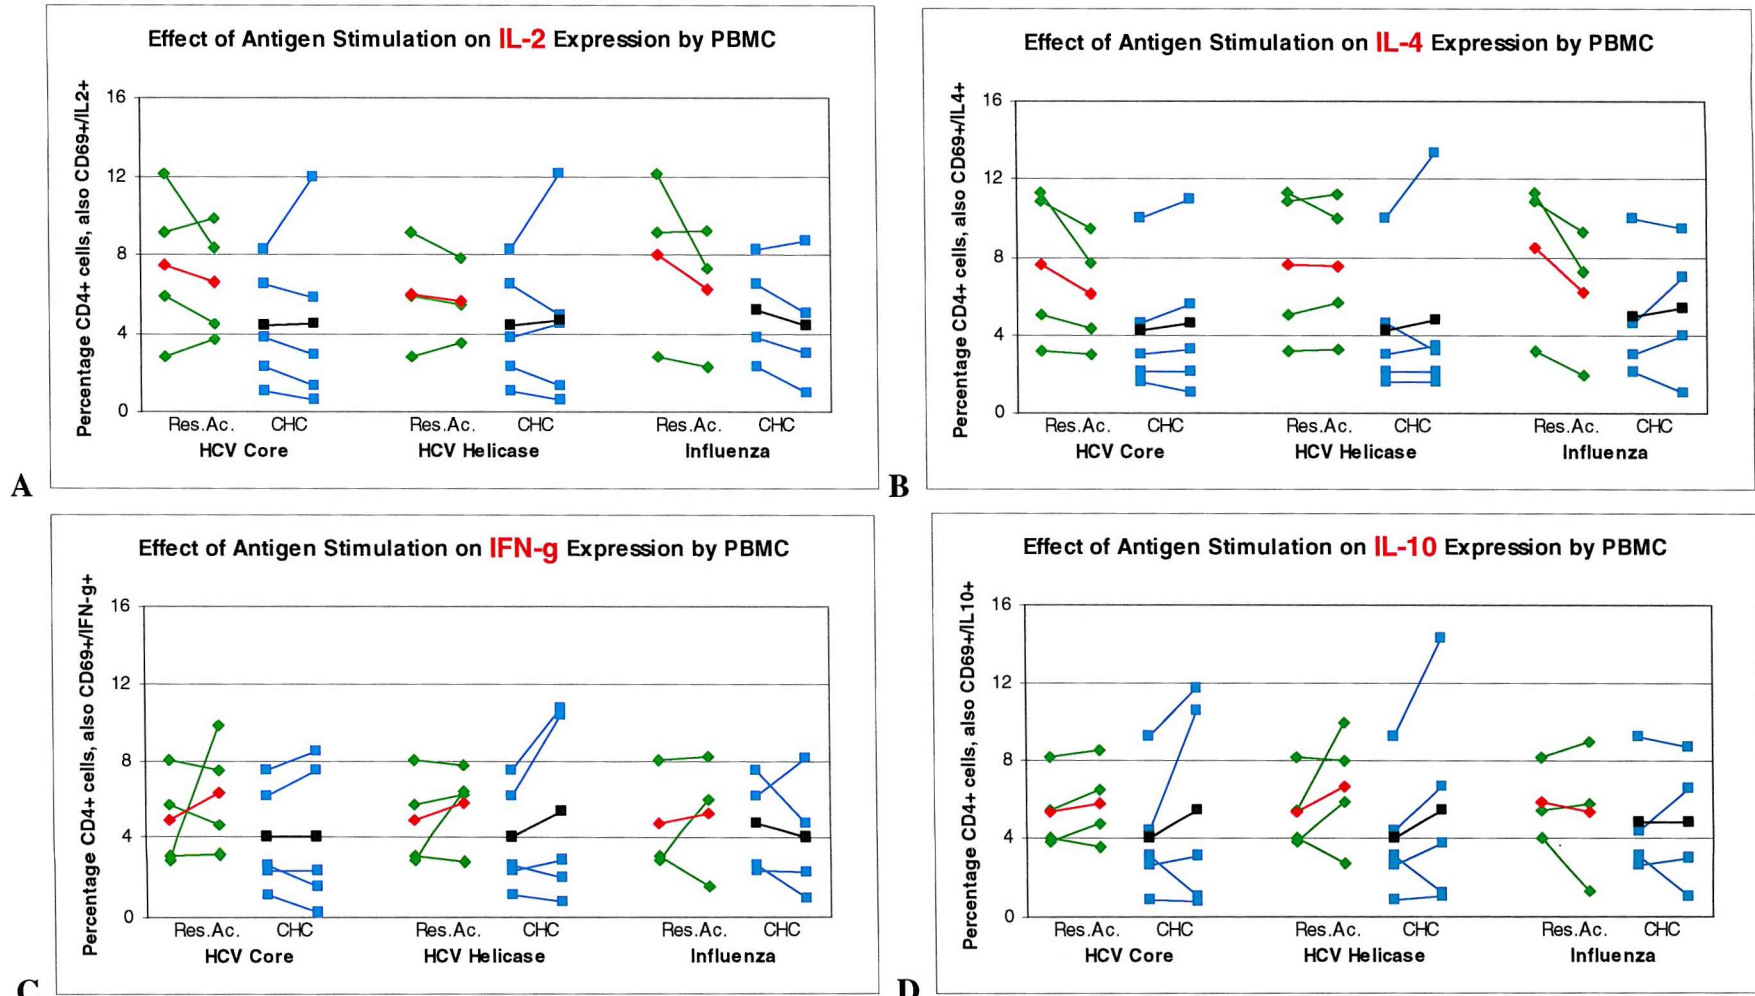 Effect of Antigen Stimulation on IL-2 Expression by PBMC
Percentage CD4+ cells, also CD69+/IL2+
16
12
8
4
0
Res.Ac. CHC Res.Ac. CHC Res.Ac. CHC
HCV Core HCV Helicase Influenza
A
Effect of Antigen Stimulation on IL-4 Expression by PBMC
Percentage CD4+ cells, also CD69+/IL4+
16
12
8
4
0
Res.Ac. CHC Res.Ac. CHC Res.Ac. CHC
HCV Core HCV Helicase Influenza
B
Effect of Antigen Stimulation on IFN-g Expression by PBMC
Percentage CD4+ cells, also CD69+/IFN-g+
16
12
8
4
0
Res.Ac. CHC Res.Ac. CHC Res.Ac. CHC
HCV Core HCV Helicase Influenza
C
Effect of Antigen Stimulation on IL-10 Expression by PBMC
Percentage CD4+ cells, also CD69+/IL10+
16
12
8
4
0
Res.Ac. CHC Res.Ac. CHC Res.Ac. CHC
HCV Core HCV Helicase Influenza
D